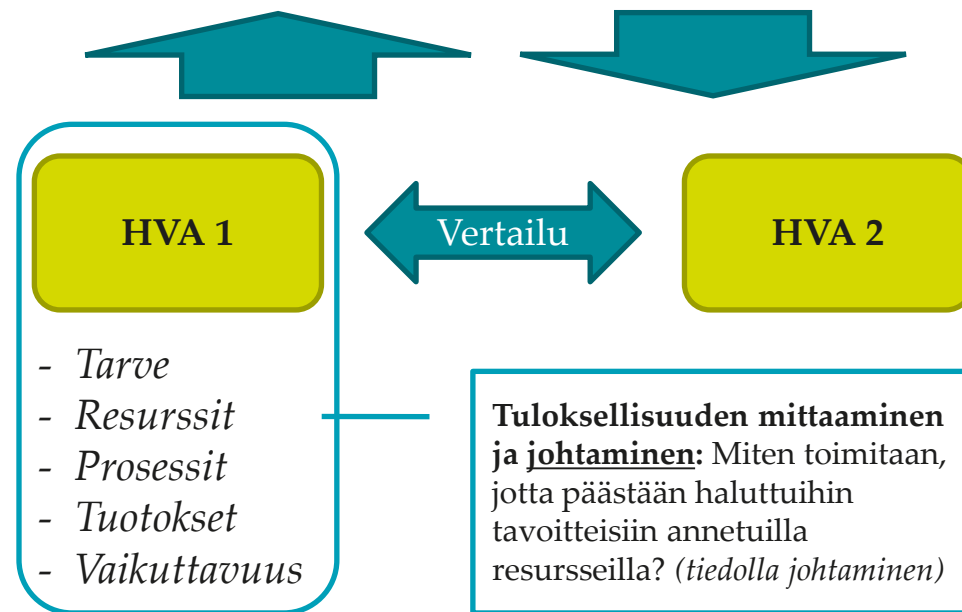 HVA 1
Vertailu
HVA 2
- Tarve
- Resurssit
- Prosessit
- Tuotokset
- Vaikuttavuus
Tuloksellisuuden mittaaminen
ja johtaminen: Miten toimitaan,
jotta päästään haluttuihin
tavoitteisiin annetuilla
resursseilla? (tiedolla johtaminen)